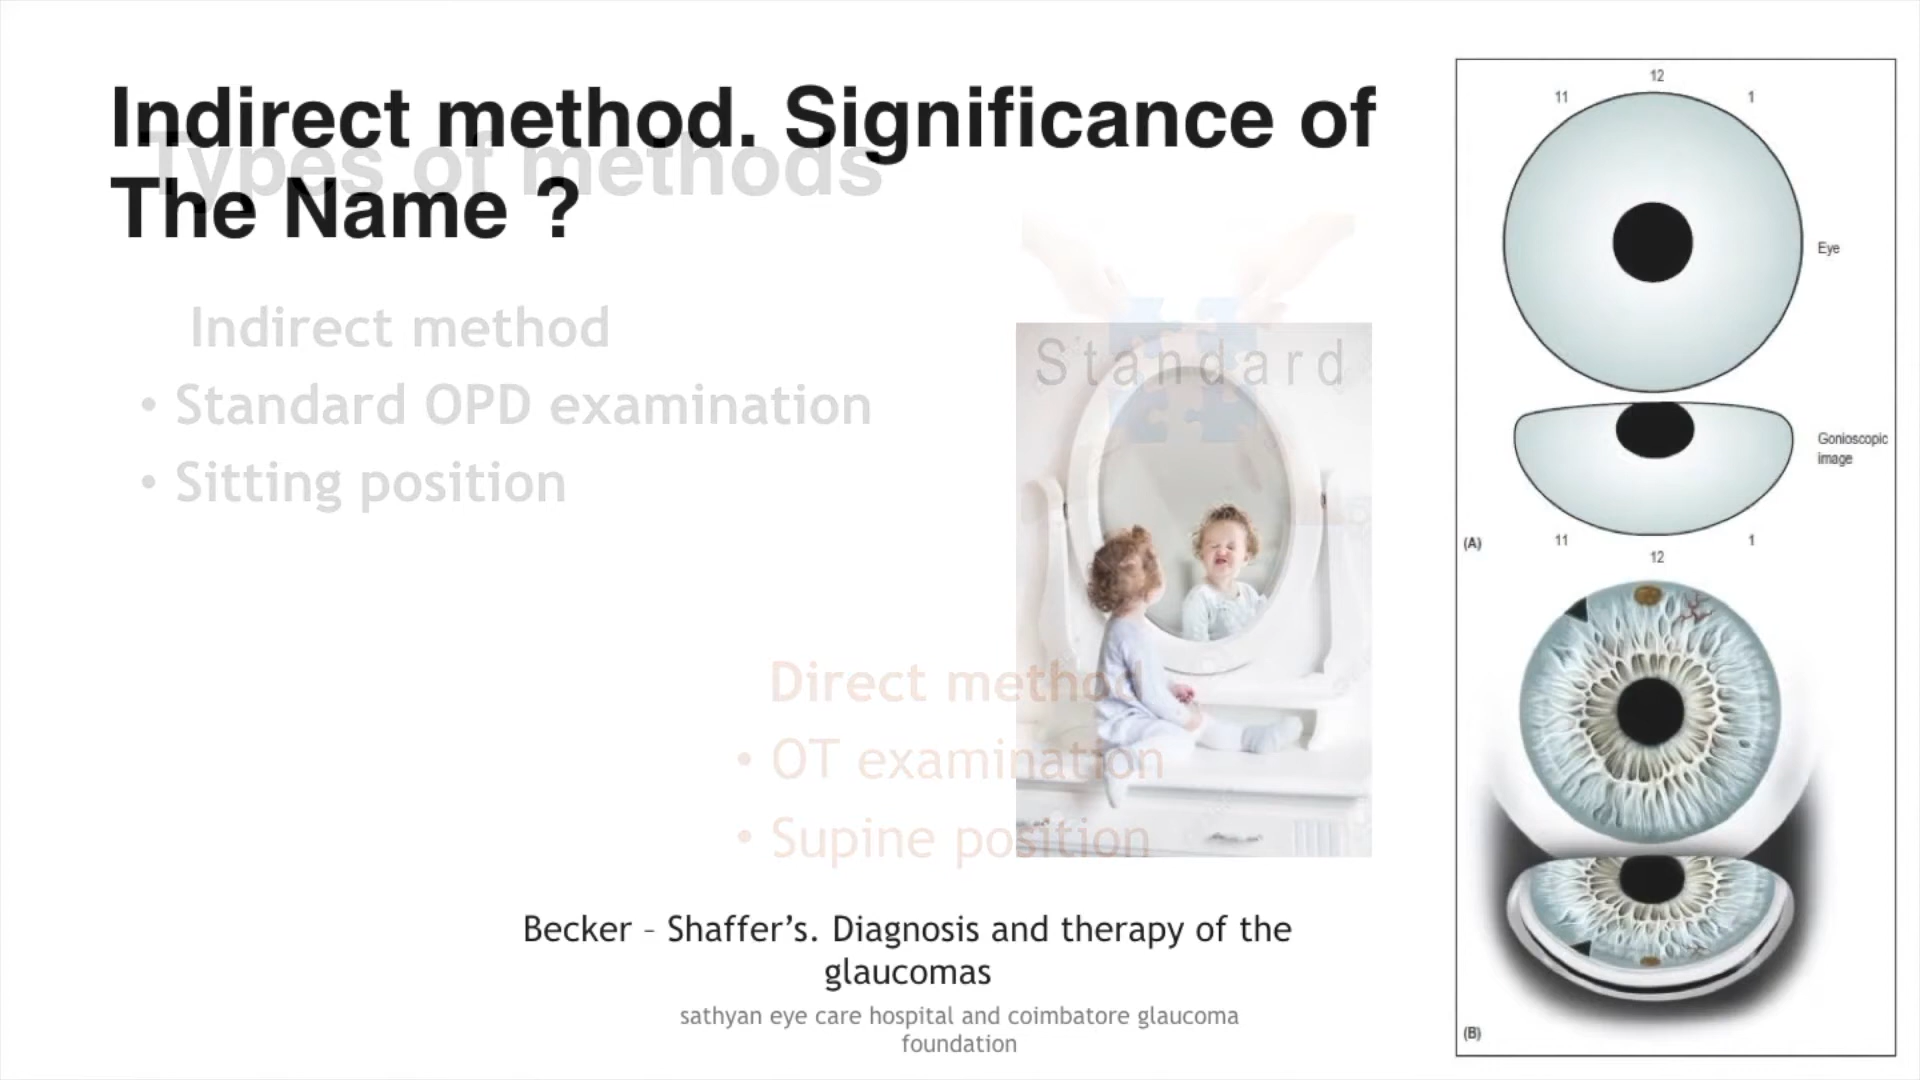 Indirect method. Significance of
The Name ?
Types of methods
Indirect method
• Standard OPD examination
• Sitting position
Standard
Direct method
• OT examination
• Supine position
Becker – Shaffer’s. Diagnosis and therapy of the
glaucomas
sathyan eye care hospital and coimbatore glaucoma
foundation
12
11
1
Eye
Gonioscopic
image
(A)
11
1
12
(B)